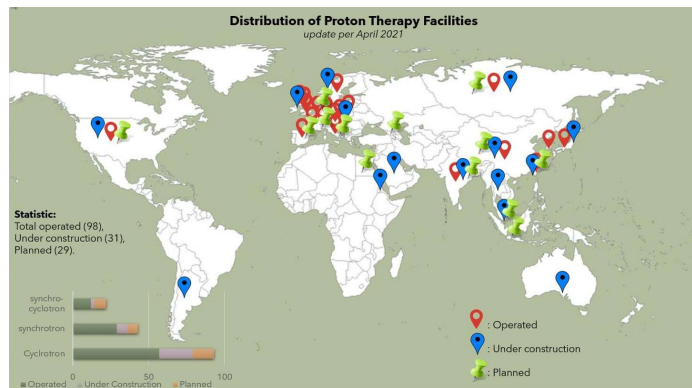 Distribution of Proton Therapy Facilities
update per April 2021
Statistic:
Total operated (98),
Under construction (31),
Planned (29).
synchro-
cyclotron
synchrotron
Cyclrotron
0
50
100
Operated
Under Construction
Planned
: Operated
: Under construction
: Planned